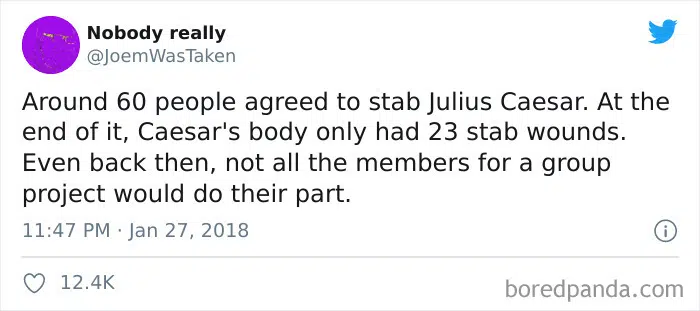 Nobody really
@JoemWasTaken
Around 60 people agreed to stab Julius Caesar. At the
end of it, Caesar's body only had 23 stab wounds.
Even back then, not all the members for a group
project would do their part.
11:47 PM · Jan 27, 2018
12.4K
boredpanda.com